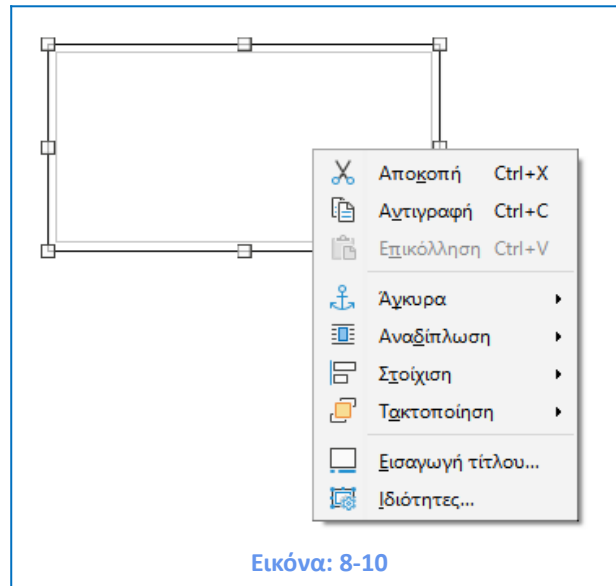 Αποκοπή Ctrl+X
Αντιγραφή Ctrl+C
Επικόλληση Ctrl+V
Άγκυρα
Αναδίπλωση
Στοίχιση
Τακτοποίηση
Εισαγωγή τίτλου...
Ιδιότητες...
Εικόνα: 8-10